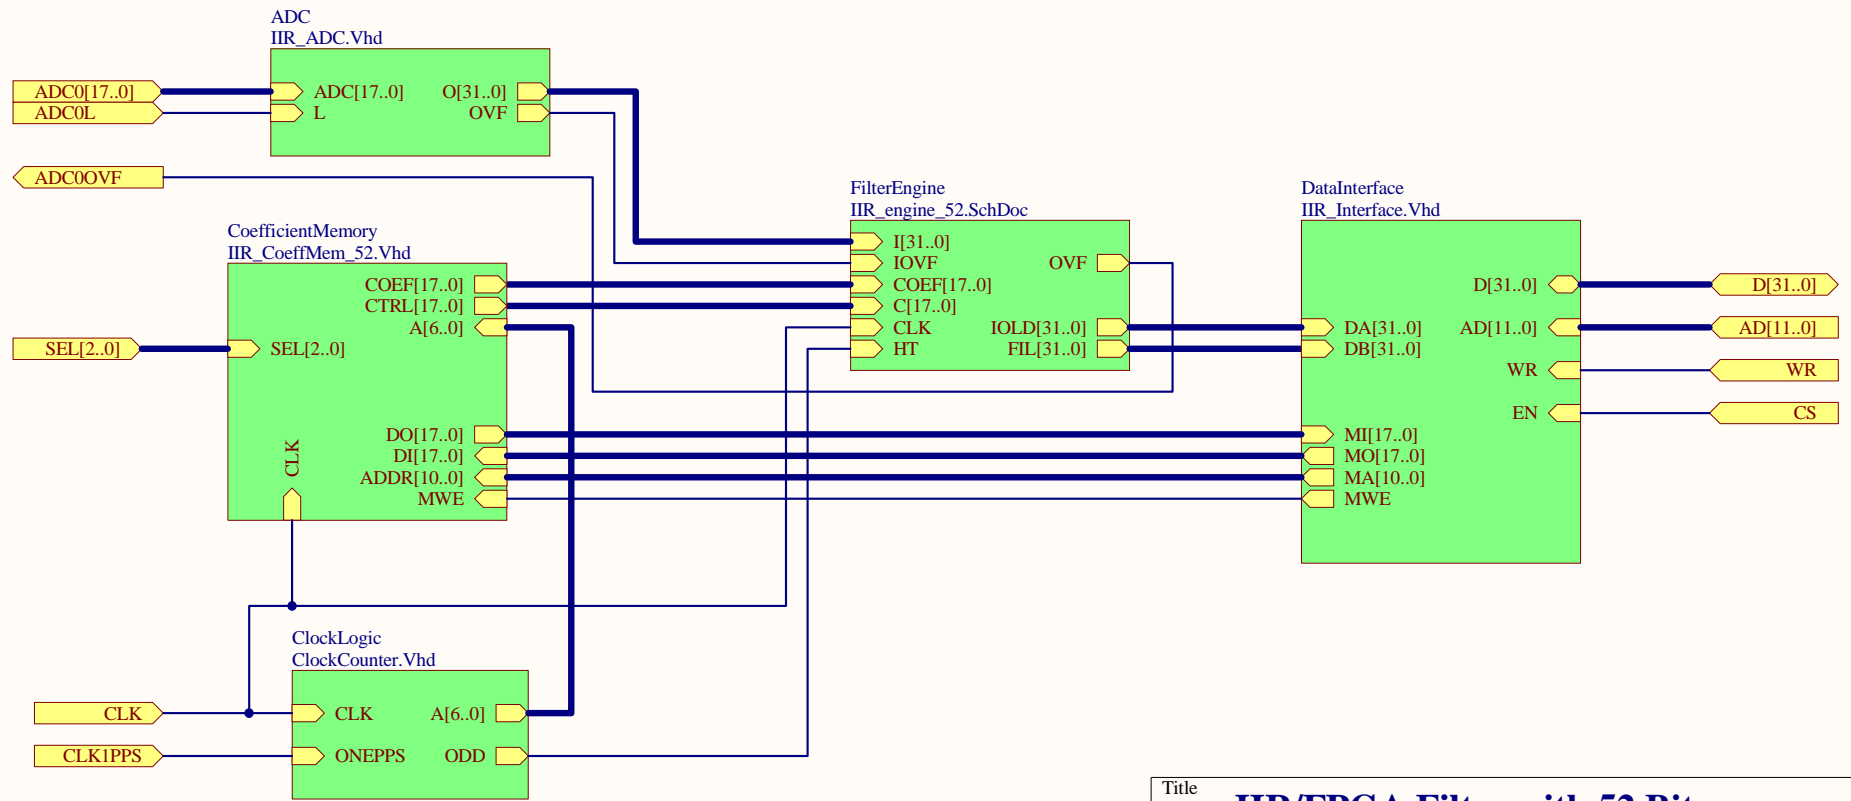 ADC
IIR_ADC.Vhd
ADC0[17..0]
ADC[17..0]
O[31..0]
ADC0L
L
OVF
ADC0OVF
FilterEngine
IIR_engine_52.SchDoc
DataInterface
IIR_Interface.Vhd
CoefficientMemory
IIR_CoeffMem_52.Vhd
I[31..0]
IOVF
OVF
COEF[17..0]
COEF[17..0]
D[31..0]
D[31..0]
CTRL[17..0]
C[17..0]
A[6..0]
CLK
IOLD[31..0]
DA[31..0]
AD[11..0]
AD[11..0]
SEL[2..0]
SEL[2..0]
HT
FIL[31..0]
DB[31..0]
WR
WR
EN
CS
DO[17..0]
MI[17..0]
CLK
DI[17..0]
MO[17..0]
ADDR[10..0]
MA[10..0]
MWE
MWE
ClockLogic
ClockCounter.Vhd
CLK
CLK
A[6..0]
CLK1PPS
ONEPPS
ODD
Title